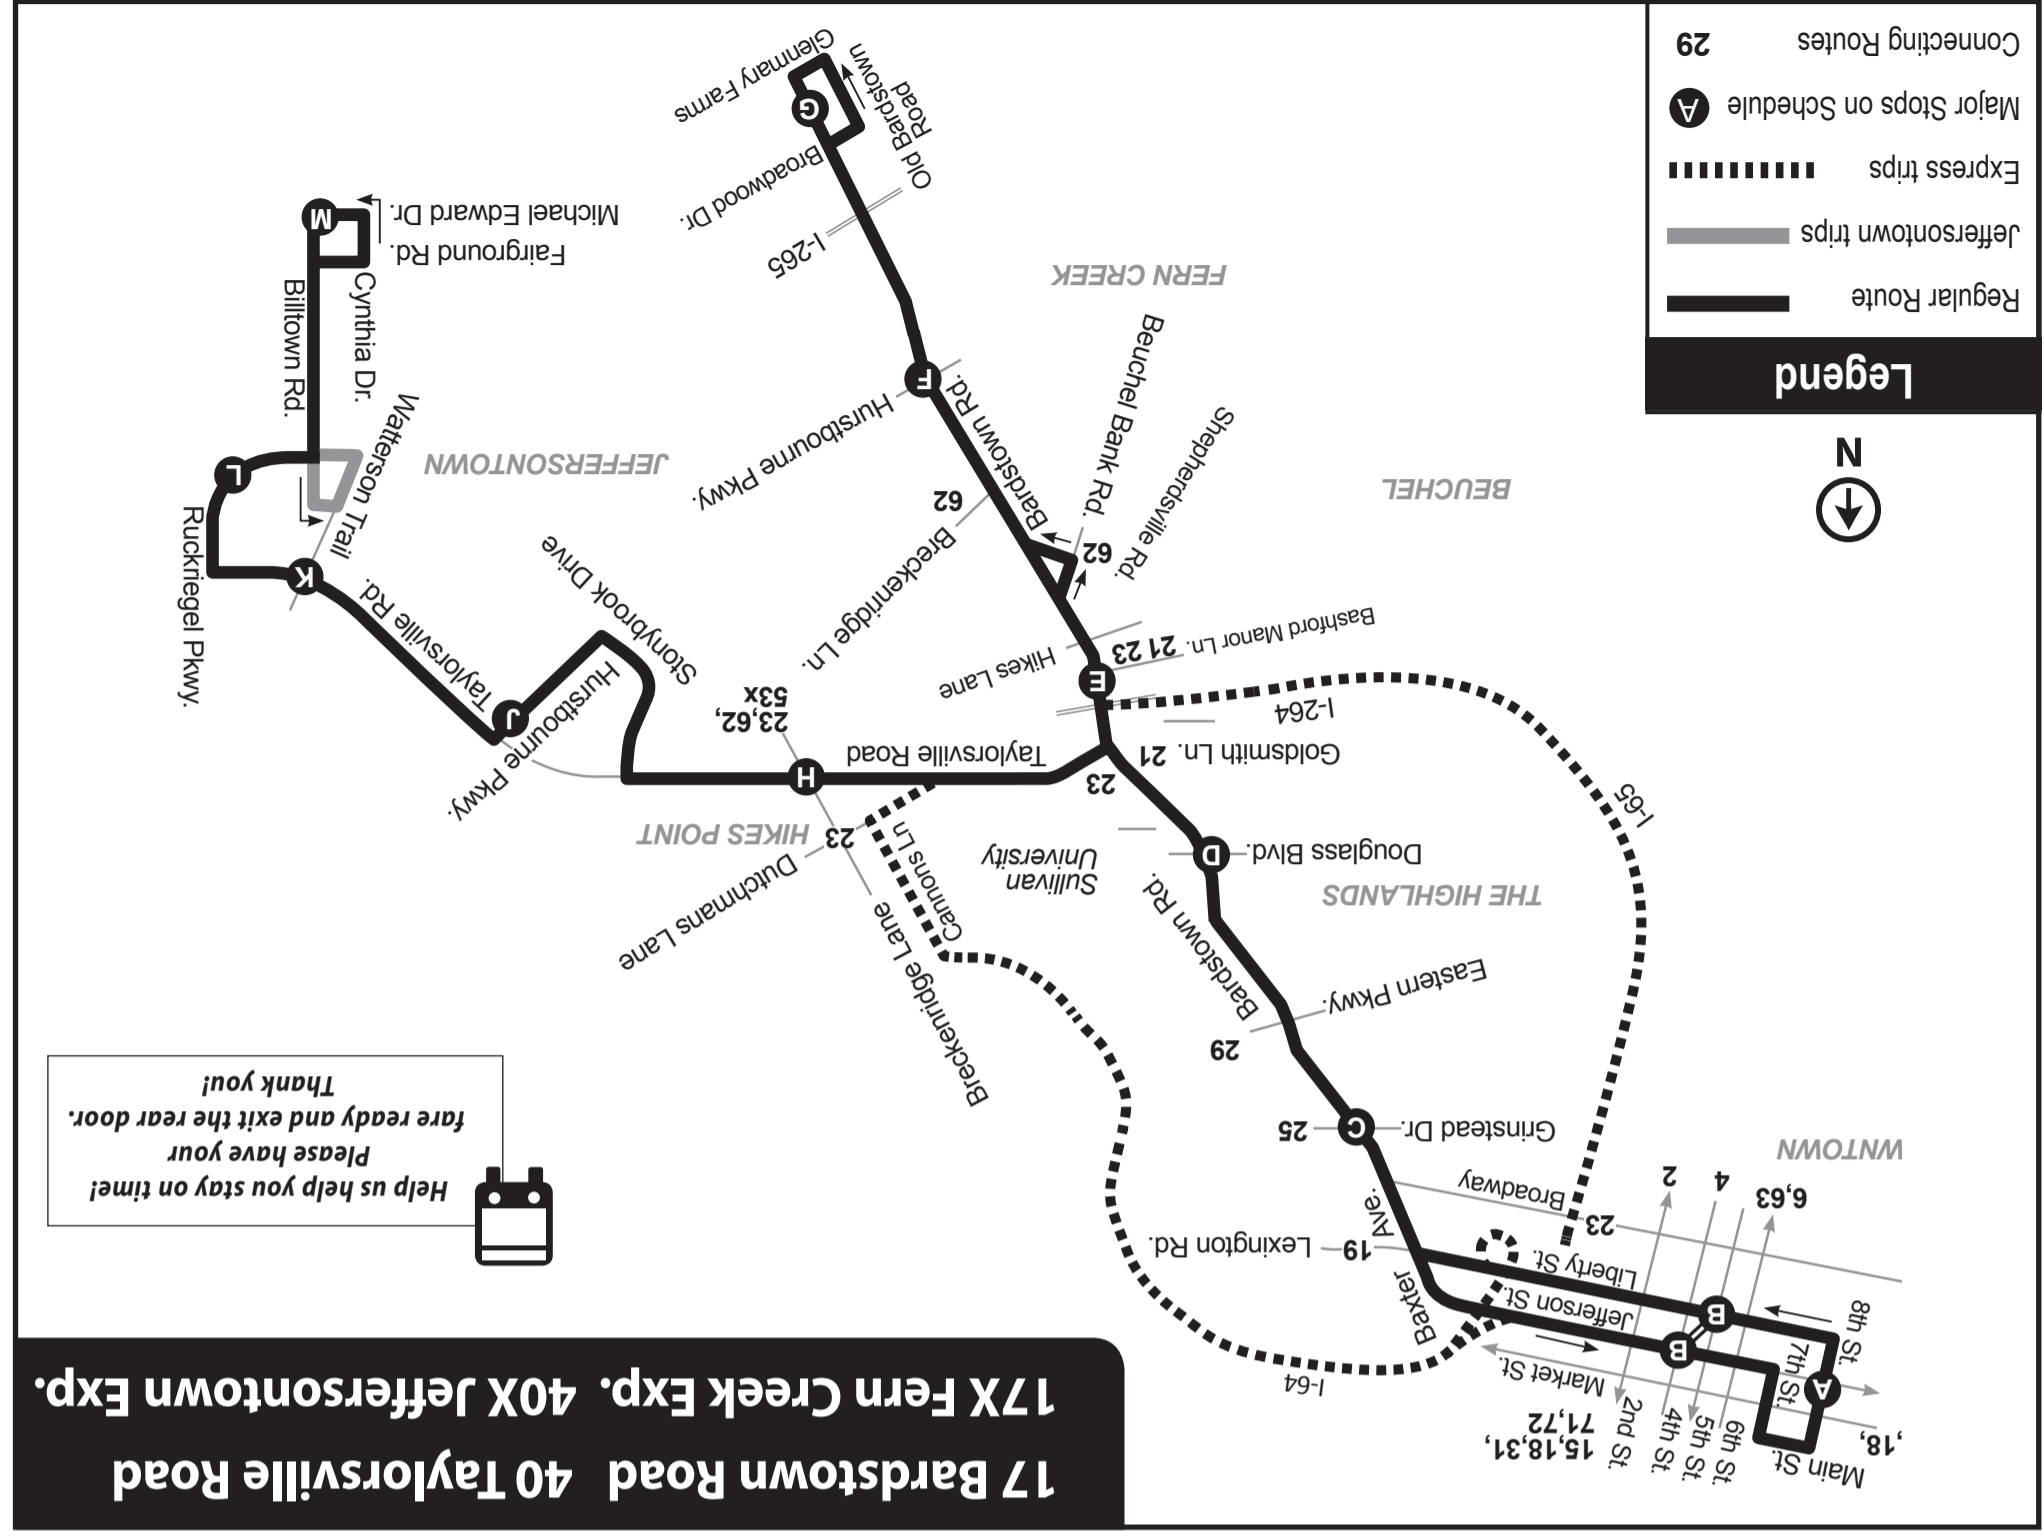 17 Bardstown Road 40 Taylorsville Road
17X Fern Creek Exp. 40X Jeffersontown Exp.
Main St.
,18,
6th St.
5th St.
4th St.
2nd St.
15,18,31,
71,72
Market St.
I-64
A
7th St.
8th St.
B
B
Jefferson St.
Liberty St.
Baxter
Ave.
19
Lexington Rd.
23
Broadway
6,63
4
2
WNTOWN
Help us help you stay on time!
Please have your
fare ready and exit the rear door.
Thank you!
Grinstead Dr.
C
25
29
Eastern Pkwy.
Bardstown Rd.
THE HIGHLANDS
Douglass Blvd.
D
Sullivan
University
Breckenridge Lane
Cannons Ln
Dutchmans Lane
23
HIKES POINT
I-65
Goldsmith Ln.
21
23
Taylorsville Road
H
23,62,
53x
I-264
E
Bashford Manor Ln.
21 23
Hikes Lane
Hurstbourne Pkwy.
J
Stonybrook Drive
Taylorsville Rd.
K
Ruckriegel Pkwy.
Watterson Trail
L
JEFFERSONTOWN
Breckenridge Ln.
62
Shepherdsville Rd.
62
Beuchel Bank Rd.
BEUCHEL
Bardstown Rd.
F
Hurstbourne Pkwy.
FERN CREEK
Billtown Rd.
Cynthia Dr.
Fairground Rd.
Michael Edward Dr.
M
I-265
Broadwood Dr.
Old Bardstown
Road
G
Glenmary Farms
N
Legend
Regular Route
Jeffersontown trips
Express trips
Major Stops on Schedule
A
Connecting Routes
29